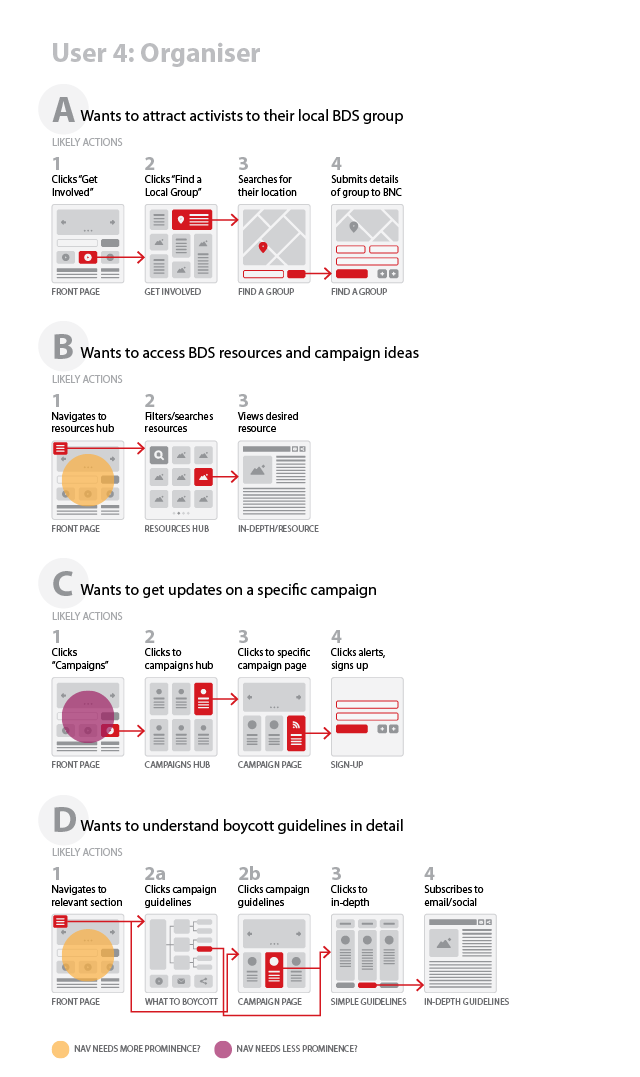 User 4: Organiser
A Wants to attract activists to their local BDS group
LIKELY ACTIONS
1 2 3 4
Clicks "Get Involved"
Clicks "Find a Local Group"
Searches for their location
Submits details of group to BNC
FRONT PAGE
GET INVOLVED
FIND A GROUP
FIND A GROUP
B Wants to access BDS resources and campaign ideas
LIKELY ACTIONS
1 2 3
Navigates to resources hub
Filters/searches resources
Views desired resource
FRONT PAGE
RESOURCES HUB
IN-DEPTH/RESOURCE
C Wants to get updates on a specific campaign
LIKELY ACTIONS
1 2 3 4
Clicks "Campaigns"
Clicks to campaigns hub
Clicks to specific campaign page
Clicks alerts, signs up
FRONT PAGE
CAMPAIGNS HUB
CAMPAIGN PAGE
SIGN-UP
D Wants to understand boycott guidelines in detail
LIKELY ACTIONS
1 2a 2b 3 4
Navigates to relevant section
Clicks campaign guidelines
Clicks campaign guidelines
Clicks to in-depth
Subscribes to email/social
FRONT PAGE
WHAT TO BOYCOTT
CAMPAIGN PAGE
SIMPLE GUIDELINES
IN-DEPTH GUIDELINES
NAV NEEDS MORE PROMINENCE?
NAV NEEDS LESS PROMINENCE?